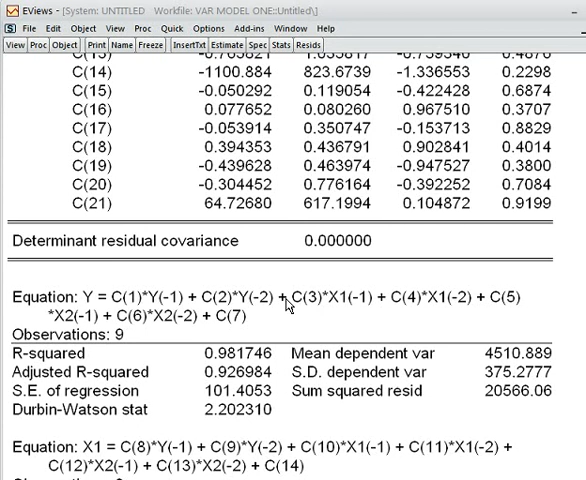 EViews - [System: UNTITLED Workfile: VAR MODEL ONE::Untitled\]
File Edit Object View Proc Quick Options Add-ins Window Help
View Proc Object Print Name Freeze InsertTxt Estimate Spec Stats Resids
C(14) -1100.884 823.6739 -1.336553 0.2298
C(15) -0.050292 0.119054 -0.422428 0.6874
C(16) 0.077652 0.080260 0.967510 0.3707
C(17) -0.053914 0.350747 -0.153713 0.8829
C(18) 0.394353 0.436791 0.902841 0.4014
C(19) -0.439628 0.463974 -0.947527 0.3800
C(20) -0.304452 0.776164 -0.392252 0.7084
C(21) 64.72680 617.1994 0.104872 0.9199
Determinant residual covariance 0.000000
Equation: Y = C(1)*Y(-1) + C(2)*Y(-2) + C(3)*X1(-1) + C(4)*X1(-2) + C(5)
*X2(-1) + C(6)*X2(-2) + C(7)
Observations: 9
R-squared 0.981746 Mean dependent var 4510.889
Adjusted R-squared 0.926984 S.D. dependent var 375.2777
S.E. of regression 101.4053 Sum squared resid 20566.06
Durbin-Watson stat 2.202310
Equation: X1 = C(8)*Y(-1) + C(9)*Y(-2) + C(10)*X1(-1) + C(11)*X1(-2) +
C(12)*X2(-1) + C(13)*X2(-2) + C(14)